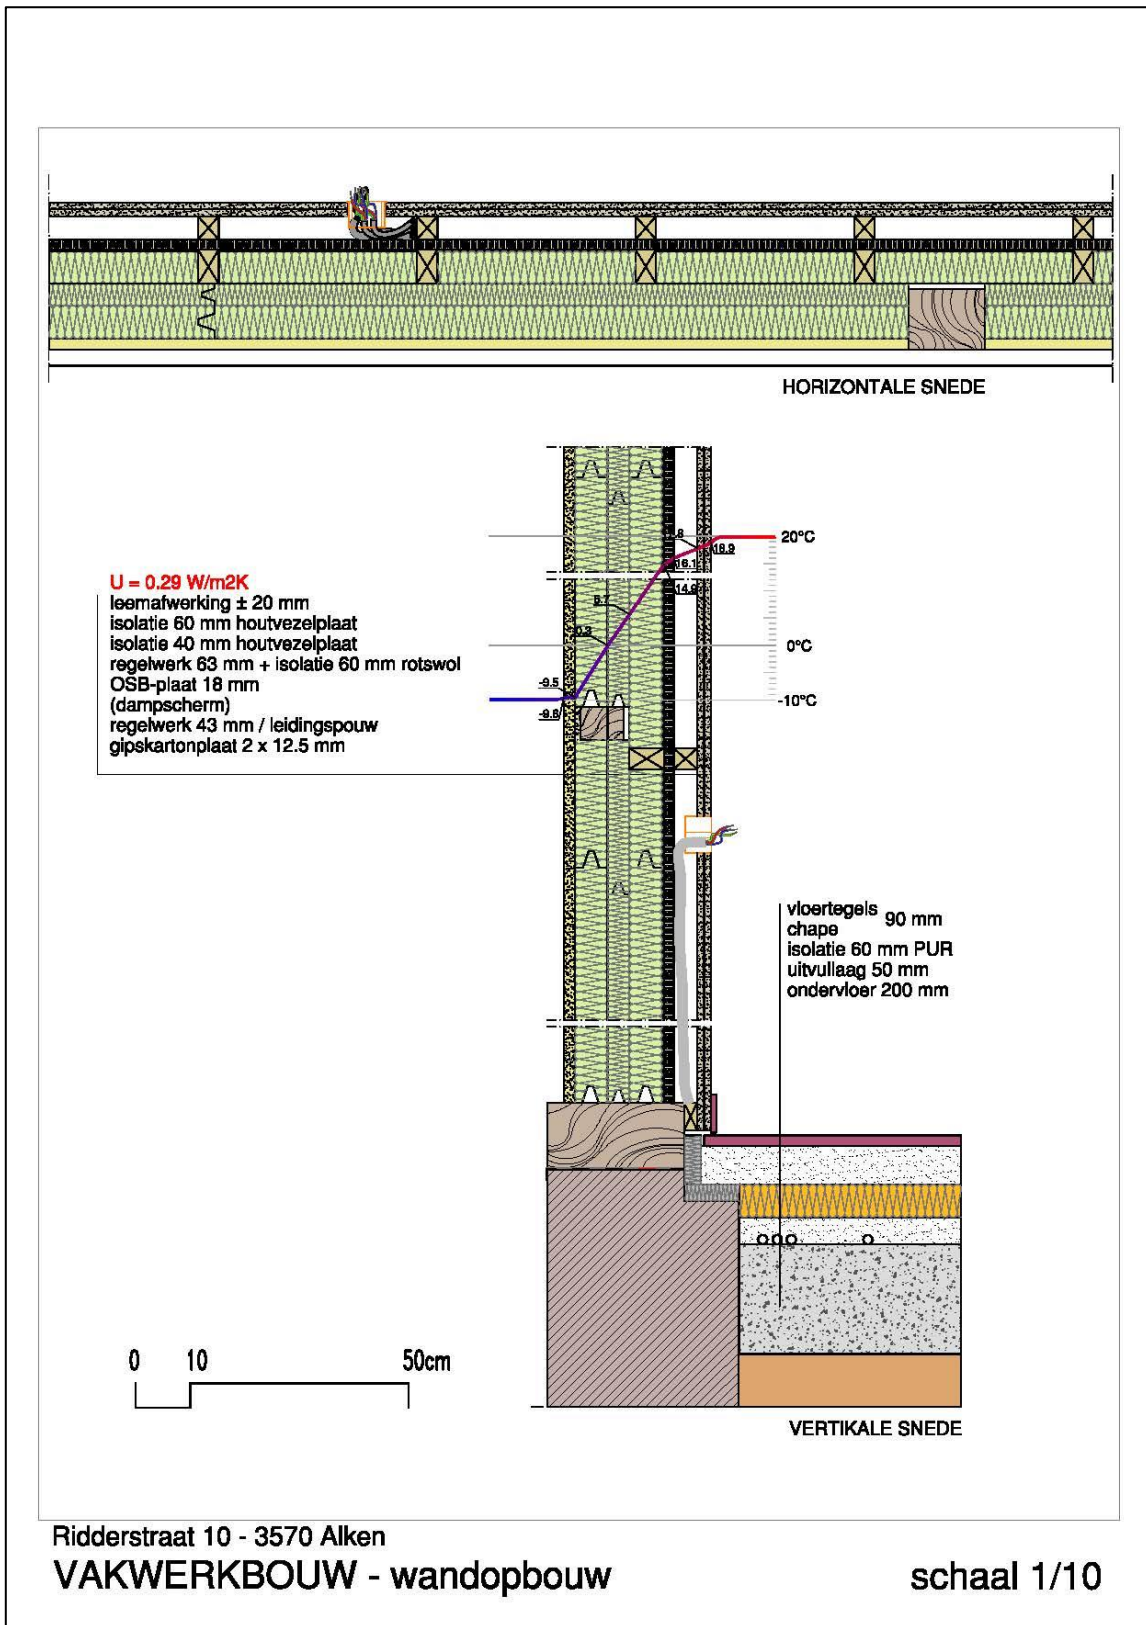 HORIZONTALE SNEDE
20°C
18.9
16.1
14.9
8.7
0.3
0°C
-9.5
-10°C
U = 0.29 W/m2K
leemafwerking ± 20 mm
isolatie 60 mm houtvezelplaat
isolatie 40 mm houtvezelplaat
regelwerk 63 mm + isolatie 60 mm rotswol
OSB-plaat 18 mm
(dampscherm)
regelwerk 43 mm / leidingspouw
gipskartonplaat 2 x 12.5 mm
vloertegels
chape 90 mm
isolatie 60 mm PUR
uitvullaag 50 mm
ondervloer 200 mm
0 10 50cm
VERTIKALE SNEDE
Ridderstraat 10 - 3570 Alken
VAKWERKBOUW - wandopbouw schaal 1/10